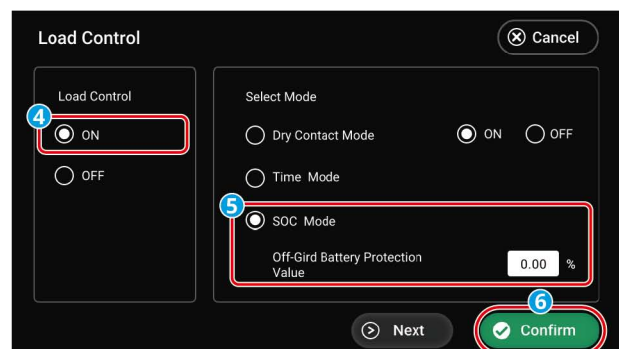 Load Control
Cancel
Load Control
Select Mode
4
ON
Dry Contact Mode
ON
OFF
OFF
Time Mode
5
SOC Mode
Off-Gird Battery Protection
Value
0.00 %
6
Next
Confirm